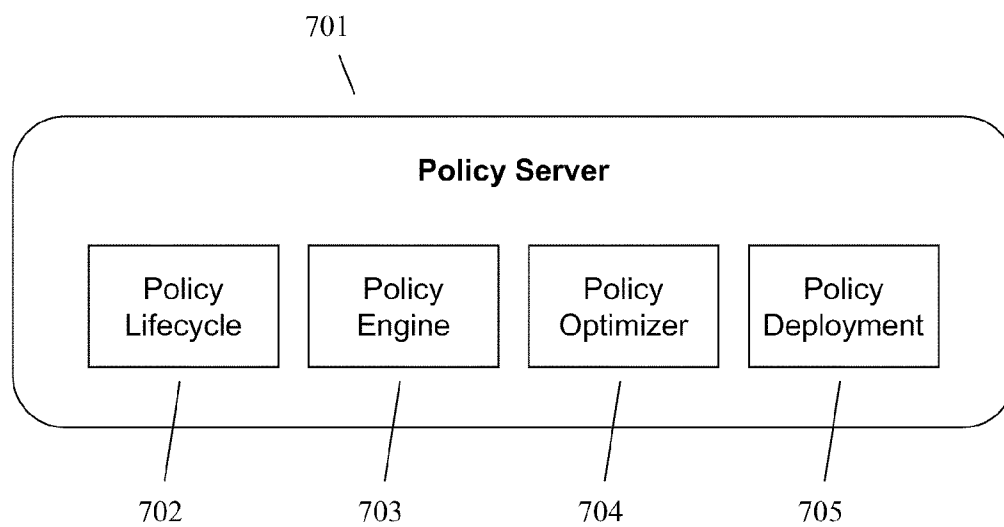 701
Policy Server
Policy
Lifecycle
Policy
Engine
Policy
Optimizer
Policy
Deployment
702
703
704
705